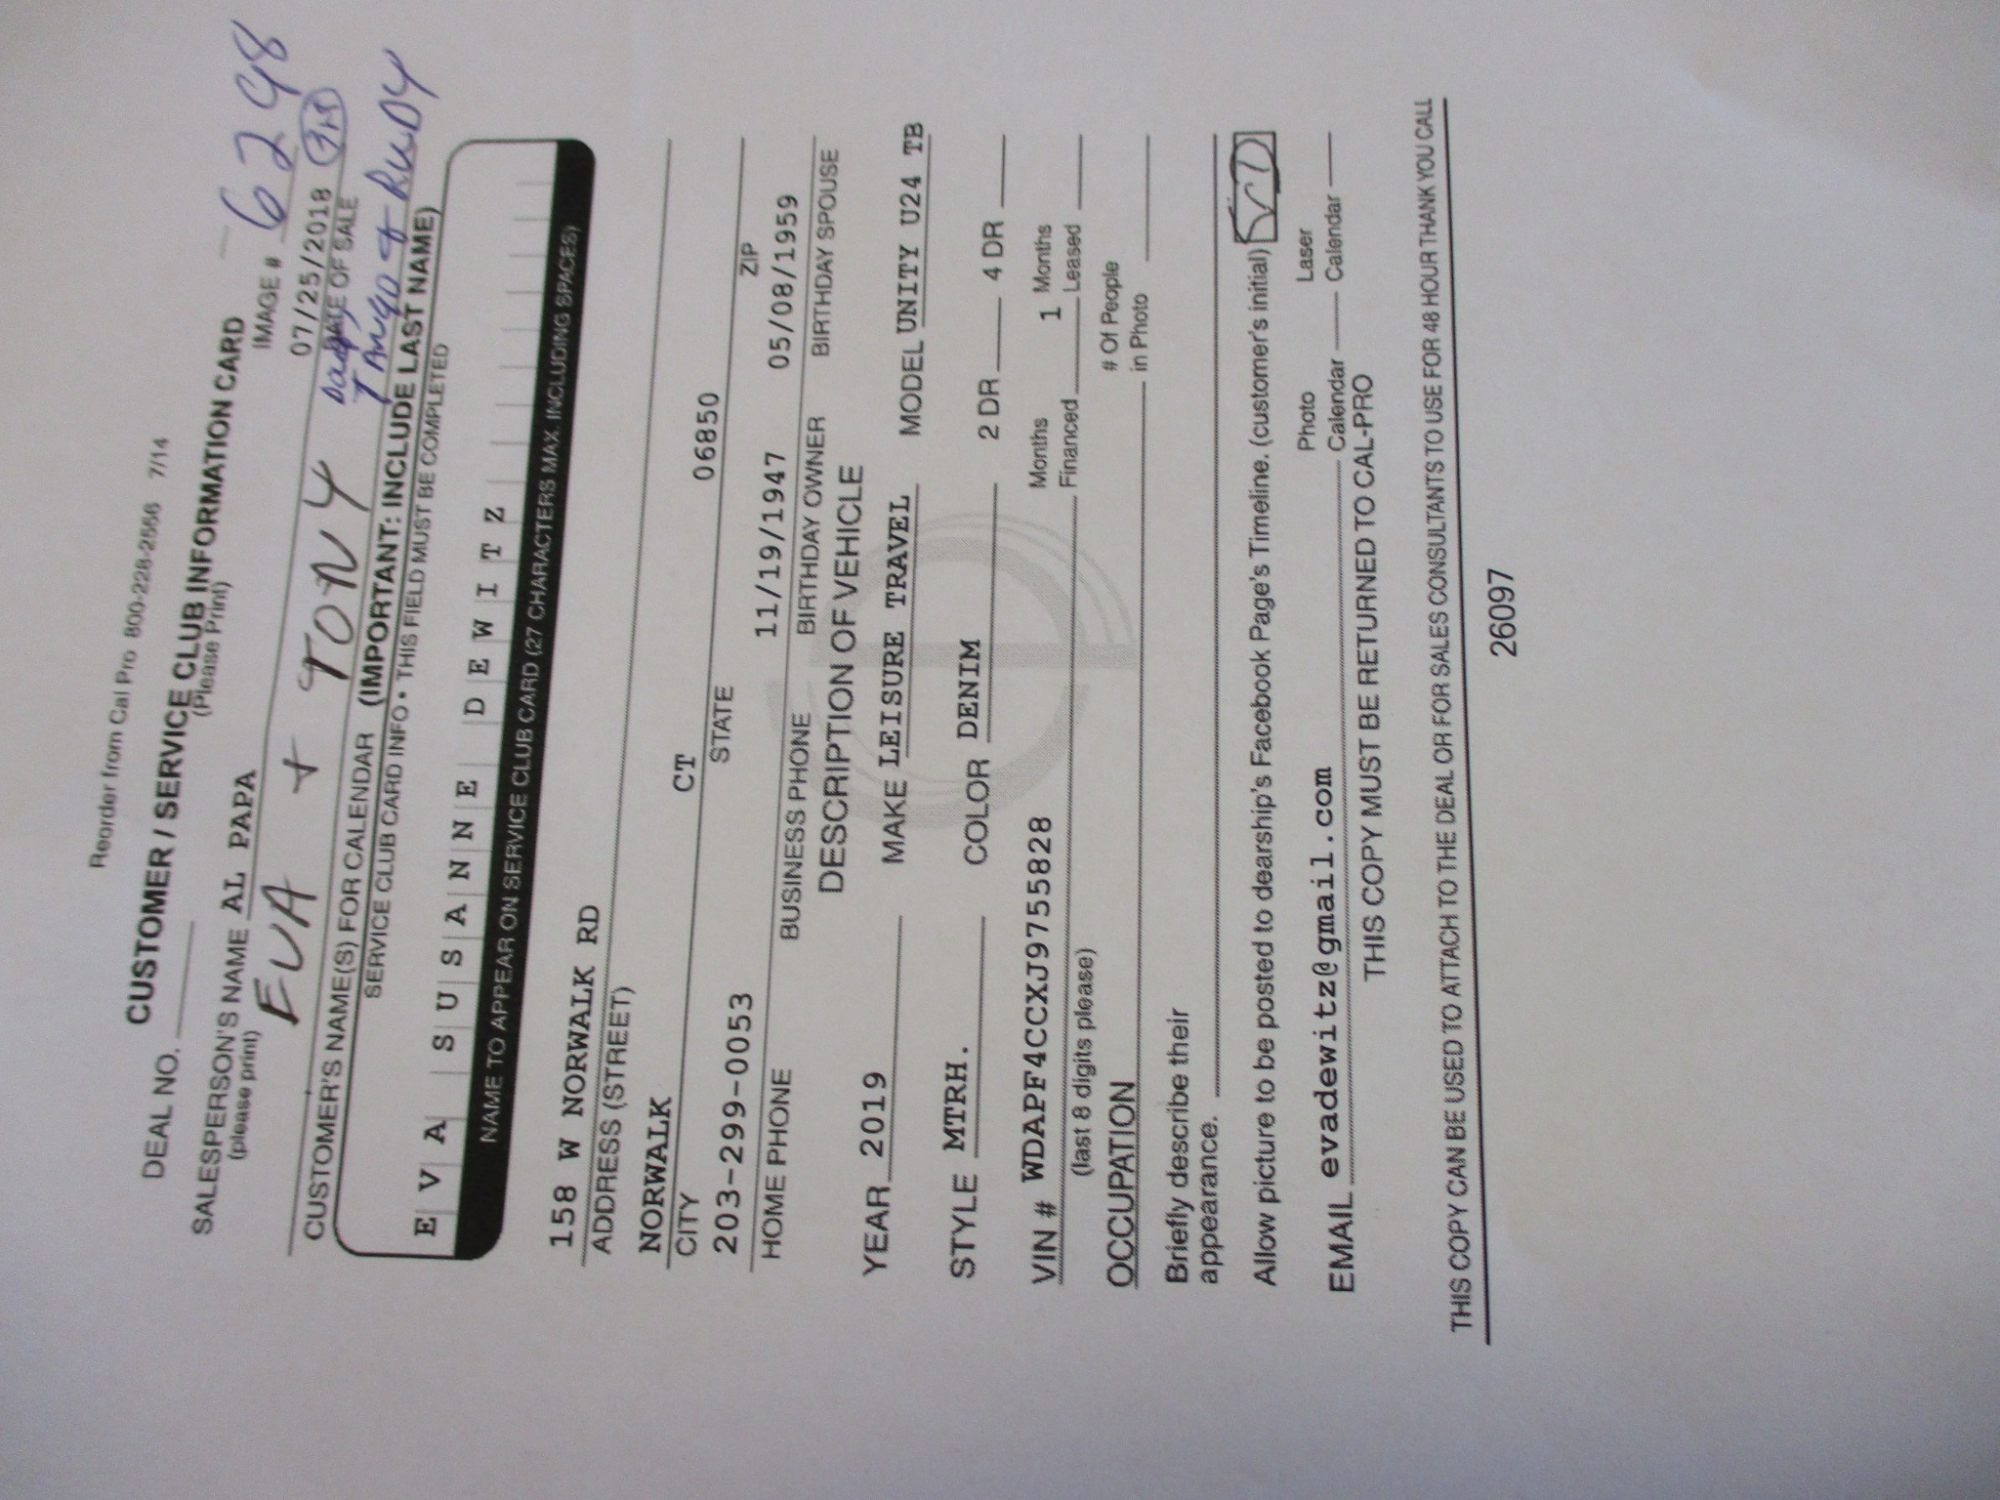 Reorder from Cal Pro 800-228-2556 7/14
CUSTOMER / SERVICE CLUB INFORMATION CARD
(Please Print)
DEAL NO.
IMAGE # 6298
SALESPERSON'S NAME AL PAPA
(please print)
07/25/2018
DATE OF SALE
EVA + TONY
TANGO + RUDY
CUSTOMER'S NAME(S) FOR CALENDAR (IMPORTANT: INCLUDE LAST NAME)
SERVICE CLUB CARD INFO • THIS FIELD MUST BE COMPLETED
EVA SUSANNE DEWITZ
NAME TO APPEAR ON SERVICE CLUB CARD (27 CHARACTERS MAX. INCLUDING SPACES)
158 W NORWALK RD
ADDRESS (STREET)
NORWALK CT 06850
CITY STATE ZIP
203-299-0053 11/19/1947 05/08/1959
HOME PHONE BUSINESS PHONE BIRTHDAY OWNER BIRTHDAY SPOUSE
DESCRIPTION OF VEHICLE
YEAR 2019 MAKE LEISURE TRAVEL MODEL UNITY U24 TB
STYLE MTRH. COLOR DENIM 2 DR 4 DR
VIN # WDAPF4CCXJ9755828 Months Financed 1 Months Leased
(last 8 digits please)
OCCUPATION # Of People in Photo
Briefly describe their
appearance.
Allow picture to be posted to dearship's Facebook Page's Timeline. (customer's initial)
EMAIL evadewitz@gmail.com Photo Calendar Laser Calendar
THIS COPY MUST BE RETURNED TO CAL-PRO
THIS COPY CAN BE USED TO ATTACH TO THE DEAL OR FOR SALES CONSULTANTS TO USE FOR 48 HOUR THANK YOU CALL
26097